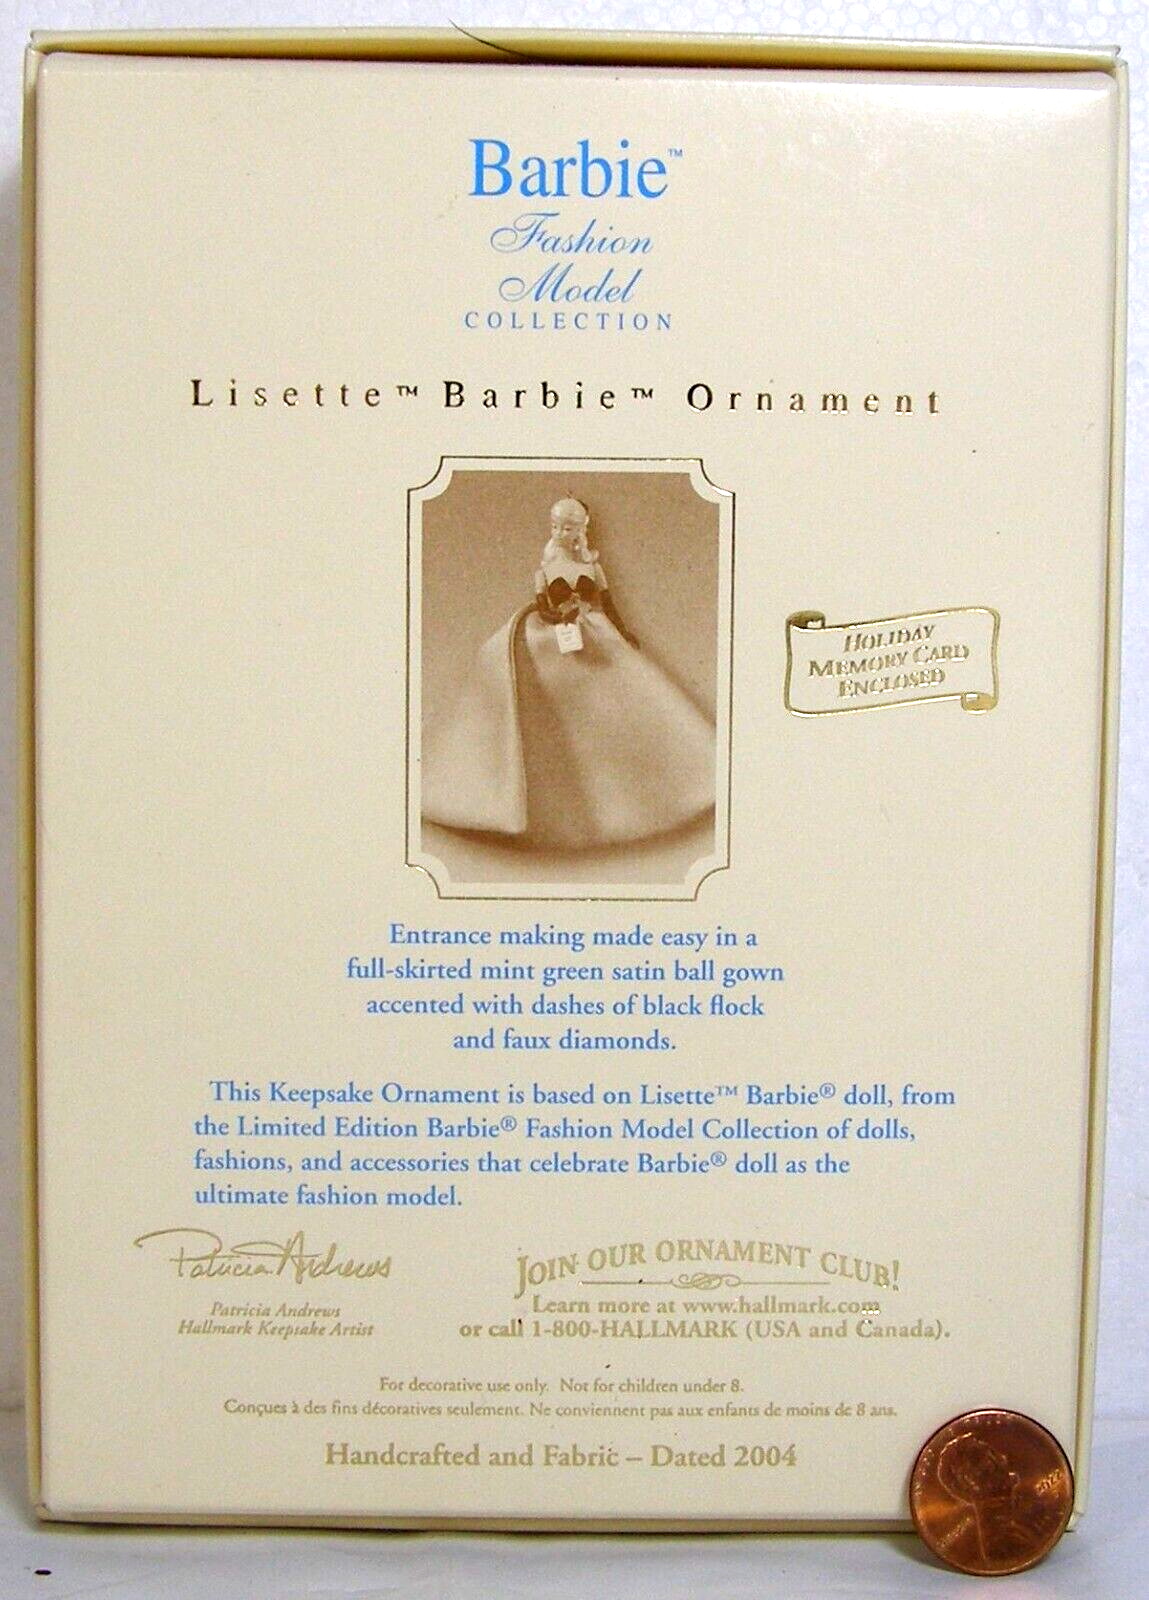 Barbie™
Fashion
Model
COLLECTION
Lisette™ Barbie™ Ornament
HOLIDAY
MEMORY CARD
ENCLOSED
Entrance making made easy in a
full-skirted mint green satin ball gown
accented with dashes of black flock
and faux diamonds.
This Keepsake Ornament is based on Lisette™ Barbie® doll, from
the Limited Edition Barbie® Fashion Model Collection of dolls,
fashions, and accessories that celebrate Barbie® doll as the
ultimate fashion model.
Patricia Andrews
Patricia Andrews
Hallmark Keepsake Artist
JOIN OUR ORNAMENT CLUB!
Learn more at www.hallmark.com
or call 1-800-HALLMARK (USA and Canada).
For decorative use only. Not for children under 8.
Conçues à des fins décoratives seulement. Ne conviennent pas aux enfants de moins de 8 ans.
Handcrafted and Fabric – Dated 2004